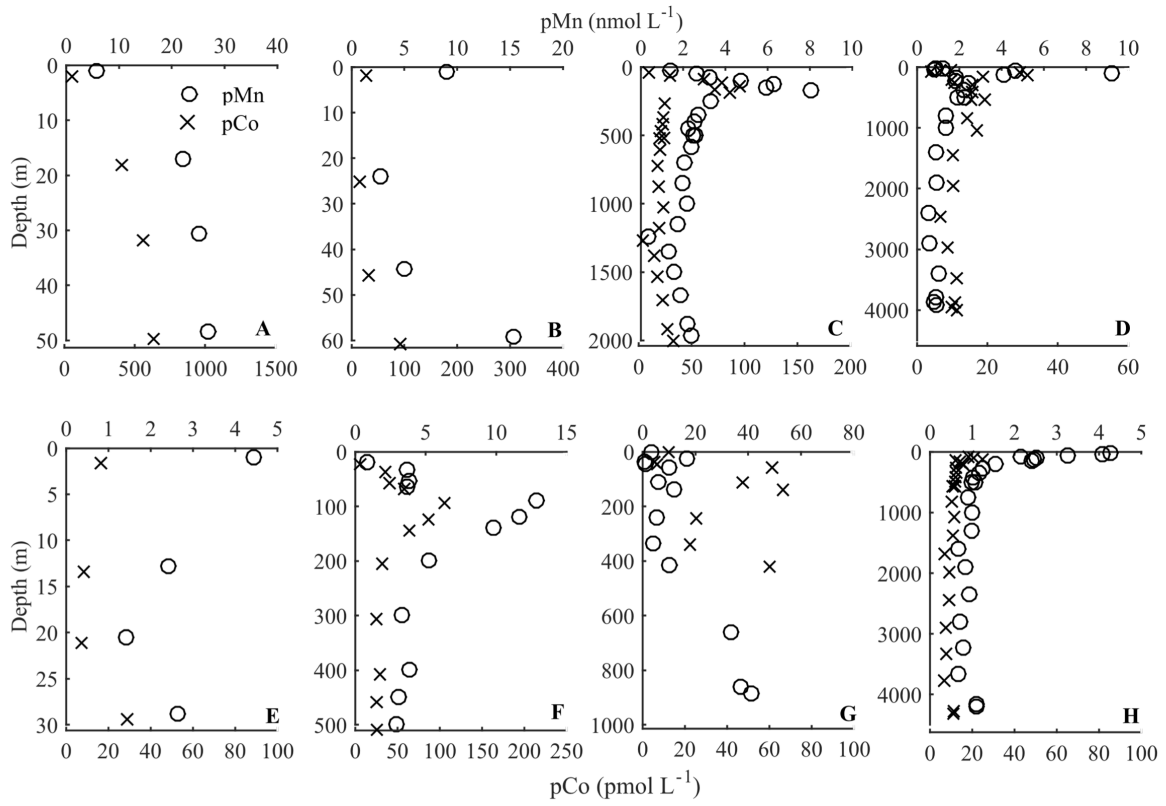 pMn (nmol L-1)
0 10 20 30 40
0 5 10 15 20
0 2 4 6 8 10
0 2 4 6 8 10
0
10
20
30
40
50
Depth (m)
pMn
pCo
A
0 500 1000 1500
0
10
20
30
40
50
60
B
0 100 200 300 400
0
500
1000
1500
2000
C
0 50 100 150 200
0
1000
2000
3000
4000
D
0 20 40 60
0 1 2 3 4 5
0 5 10 15
0 20 40 60 80
0 1 2 3 4 5
0
5
10
15
20
25
30
Depth (m)
E
0 20 40 60 80 100
0
100
200
300
400
500
F
0 50 100 150 200 250
0
200
400
600
800
1000
G
0 20 40 60 80 100
0
1000
2000
3000
4000
H
0 20 40 60 80 100
pCo (pmol L-1)